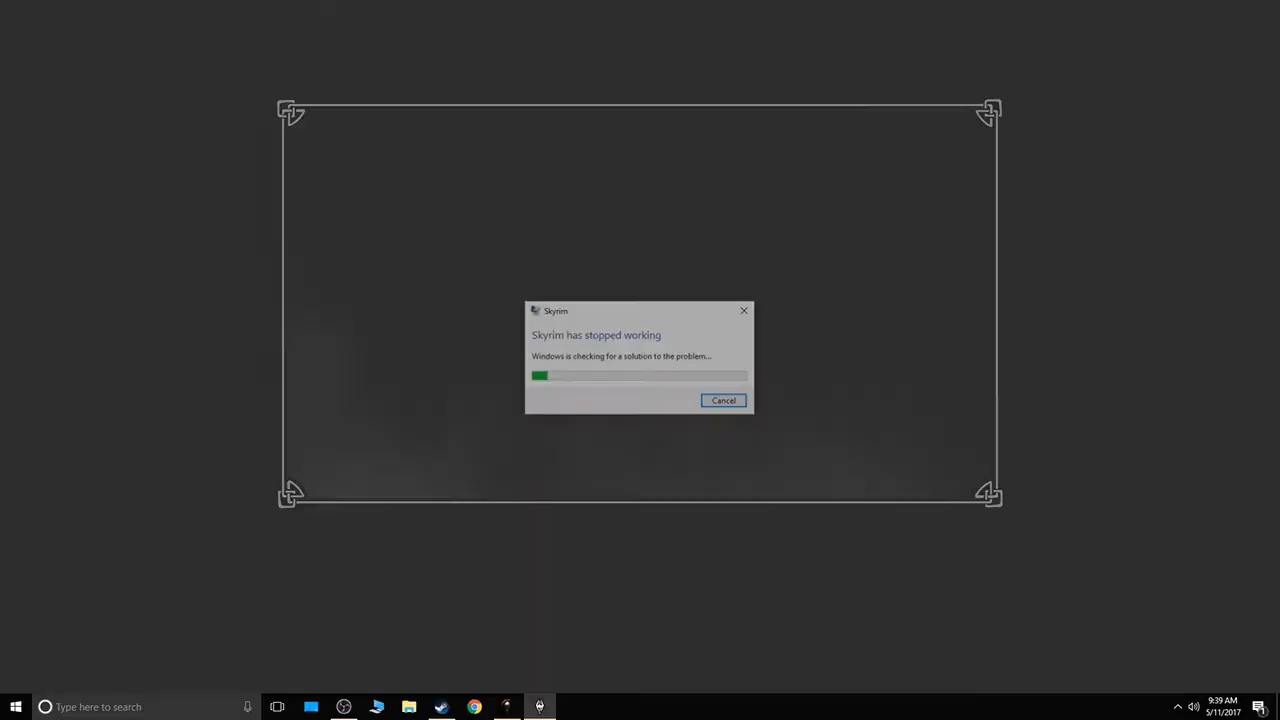 Skyrim
Skyrim has stopped working
Windows is checking for a solution to the problem...
Cancel
Type here to search
9:39 AM
5/11/2017
1